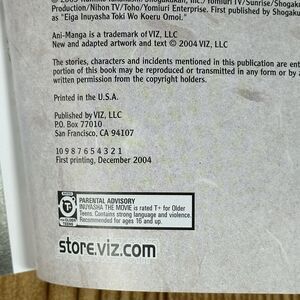 Production/Nihon TV/Toho/Yomiuri TV Enterprise. First published by Shogaku
as "Eiga Inuyasha Toki Wo Koeru Omoi."
Ani-Manga is a trademark of VIZ, LLC
New and adapted artwork and text © 2004 VIZ, LLC
The stories, characters and incidents mentioned in this publication are ent
portion of this book may be reproduced or transmitted in any form or by a
written permission from the copyright holders.
Printed in the U.S.A.
Published by VIZ, LLC
P.O. Box 77010
San Francisco, CA 94107
10 9 8 7 6 5 4 3 2 1
First printing, December 2004
PARENTAL ADVISORY
INUYASHA THE MOVIE is rated T+ for Older
Teens. Contains strong language and violence.
Recommended for ages 16 and up.
T+
OLDER TEEN
store.viz.com